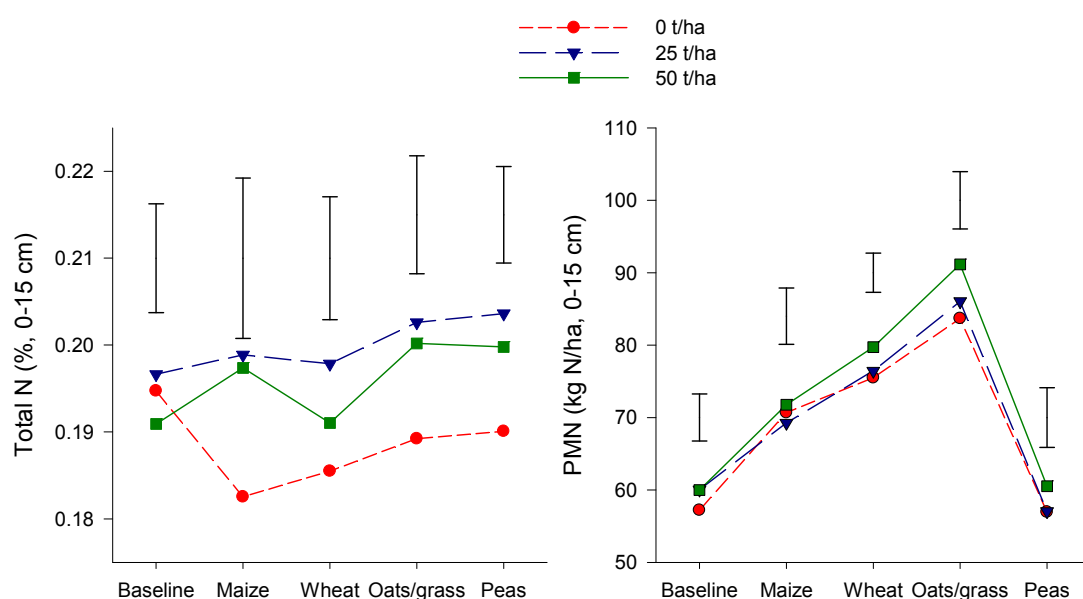 0 t/ha
25 t/ha
50 t/ha
Total N (%, 0-15 cm)
0.22
0.21
0.20
0.19
0.18
Baseline Maize Wheat Oats/grass Peas
PMN (kg N/ha, 0-15 cm)
110
100
90
80
70
60
50
Baseline Maize Wheat Oats/grass Peas